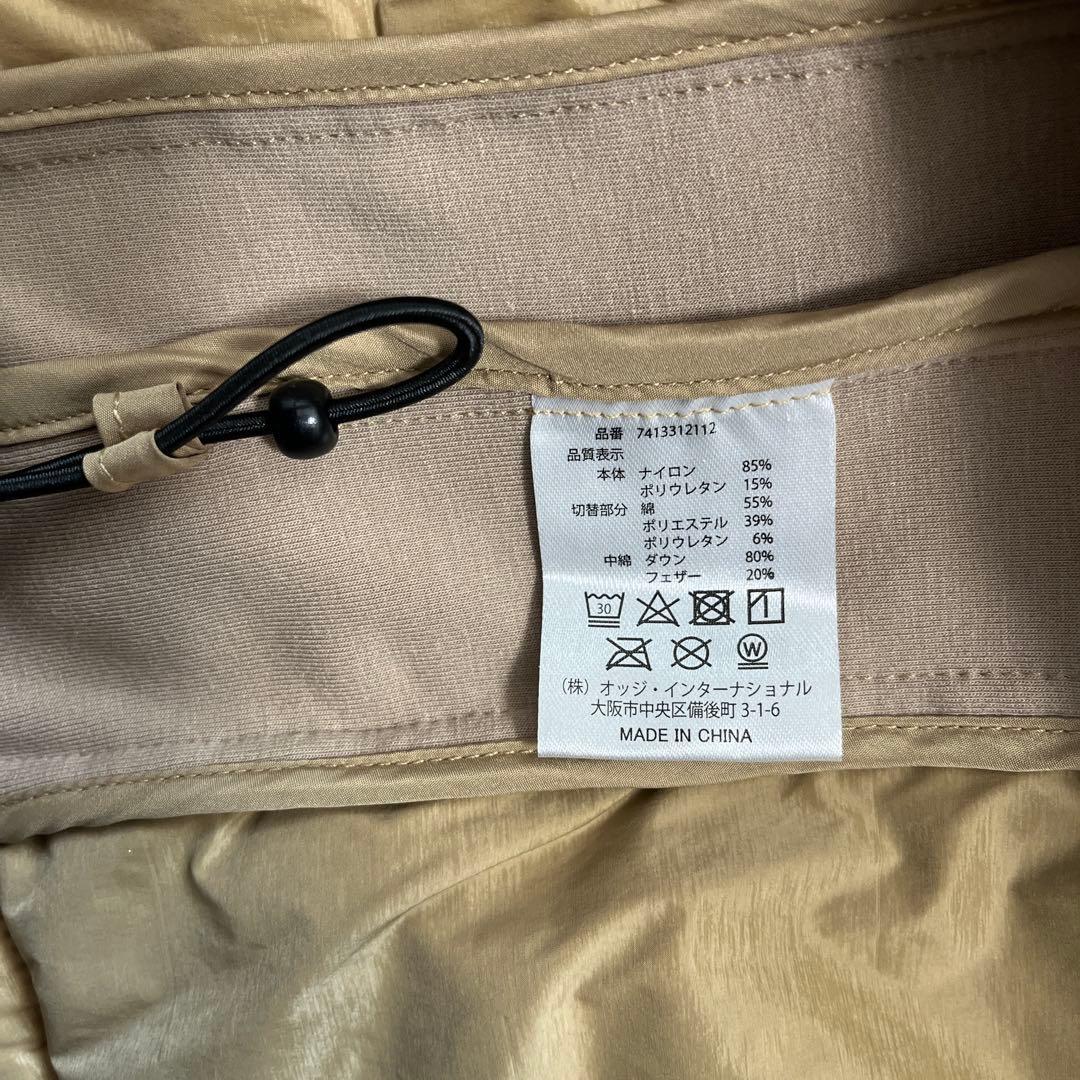 品番 7413312112
品質表示
本体 ナイロン 85%
ポリウレタン 15%
切替部分 綿 55%
ポリエステル 39%
ポリウレタン 6%
中綿 ダウン 80%
フェザー 20%
30
W
(株) オッジ・インターナショナル
大阪市中央区備後町 3-1-6
MADE IN CHINA